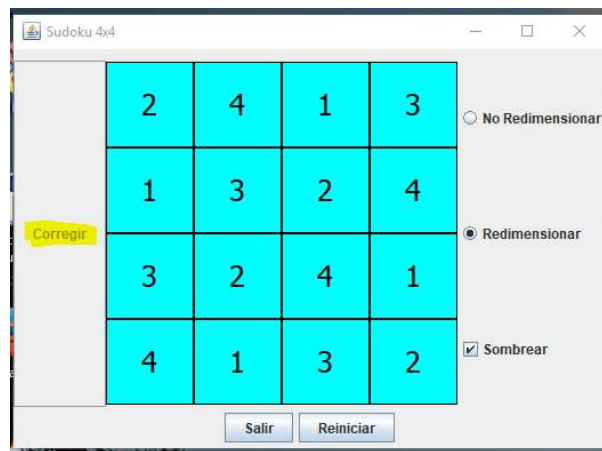 Sudoku 4x4
2 4 1 3
No Redimensionar
1 3 2 4
Corregir
Redimensionar
3 2 4 1
Sombrear
4 1 3 2
Salir Reiniciar